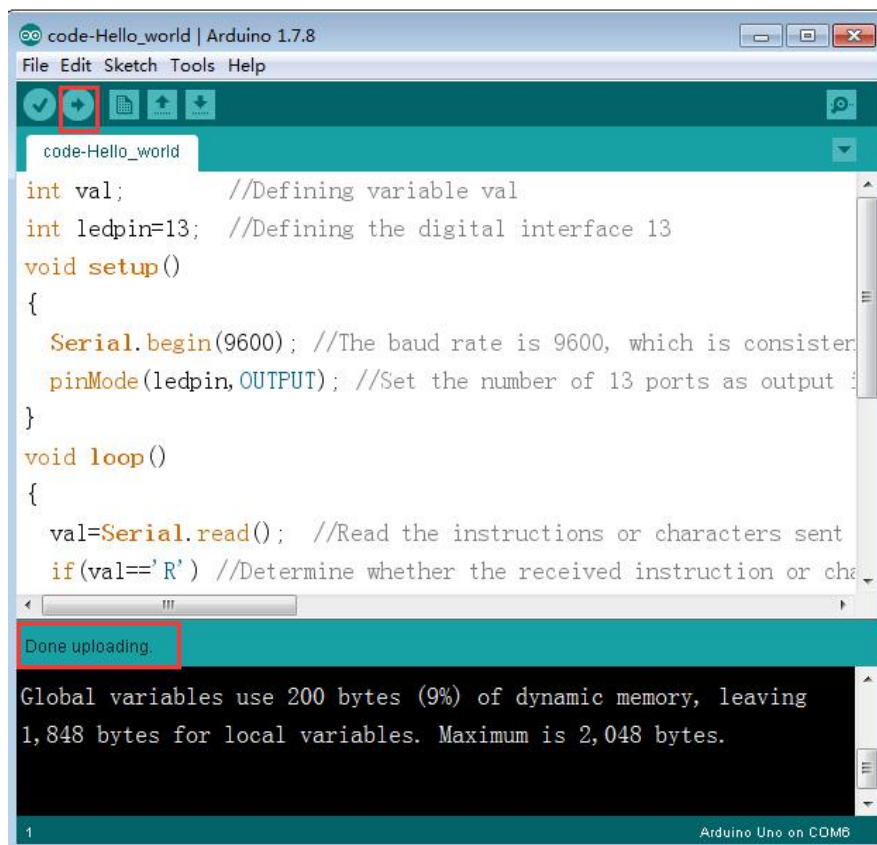 code-Hello_world | Arduino 1.7.8
File Edit Sketch Tools Help
code-Hello_world
int val;        //Defining variable val
int ledpin=13;  //Defining the digital interface 13
void setup()
{
  Serial.begin(9600); //The baud rate is 9600, which is
  pinMode(ledpin,OUTPUT); //Set the number of 13 ports as output
}
void loop()
{
  val=Serial.read();  //Read the instructions or characters sent
  if(val=='R') //Determine whether the received instruction or
Done uploading.
Global variables use 200 bytes (9%) of dynamic memory, leaving
1,848 bytes for local variables. Maximum is 2,048 bytes.
1 Arduino Uno on COM6